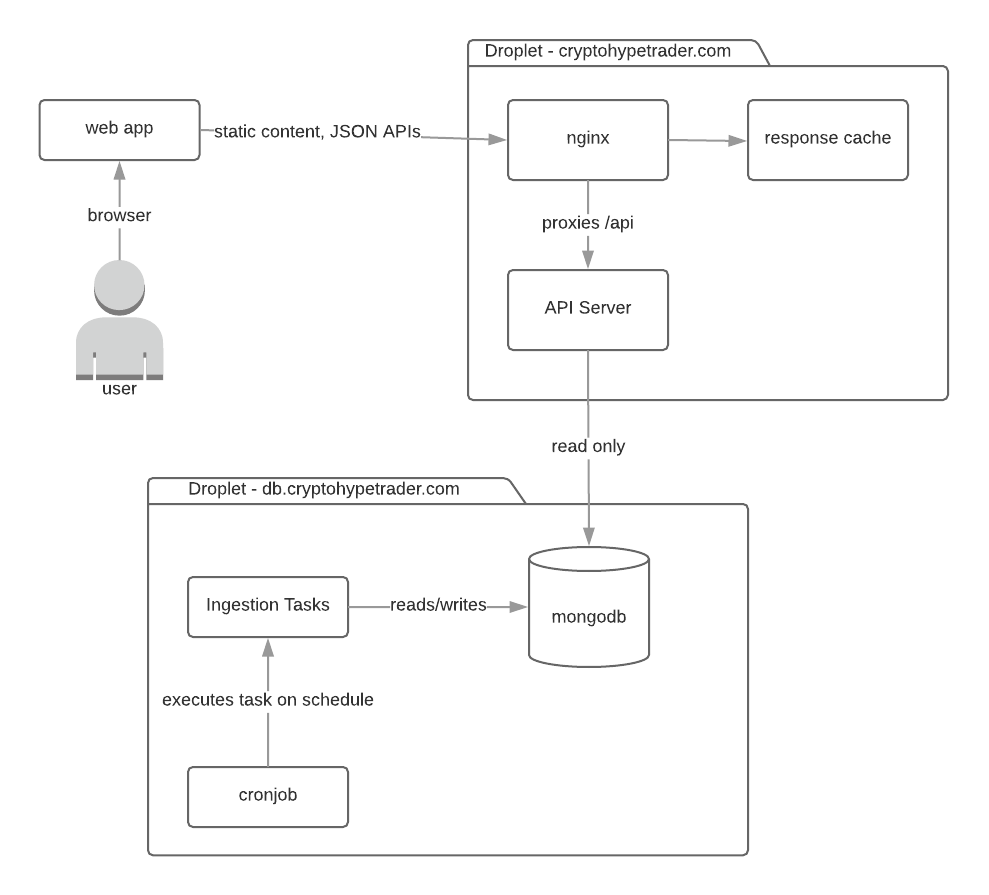 Droplet - cryptohypetrader.com
web app
static content, JSON APIs
nginx
response cache
browser
proxies /api
API Server
user
read only
Droplet - db.cryptohypetrader.com
Ingestion Tasks
reads/writes
mongodb
executes task on schedule
cronjob